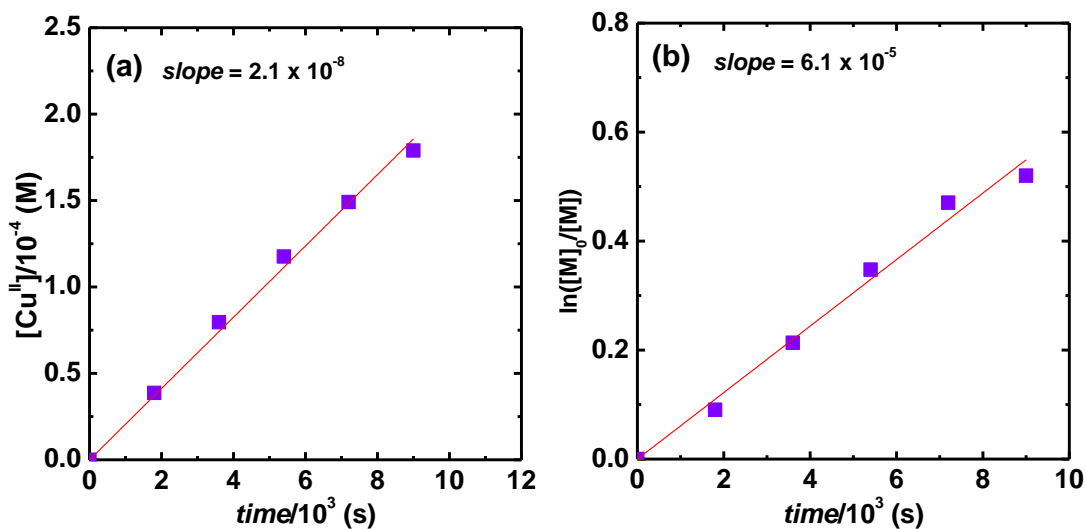 (a) slope = 2.1 x 10⁻⁸
2.5
2.0
1.5
1.0
0.5
0.0
[Cu^II]/10⁻⁴ (M)
0 2 4 6 8 10 12
time/10³ (s)
(b) slope = 6.1 x 10⁻⁵
0.8
0.6
0.4
0.2
0.0
ln([M]₀/[M])
0 2 4 6 8 10
time/10³ (s)